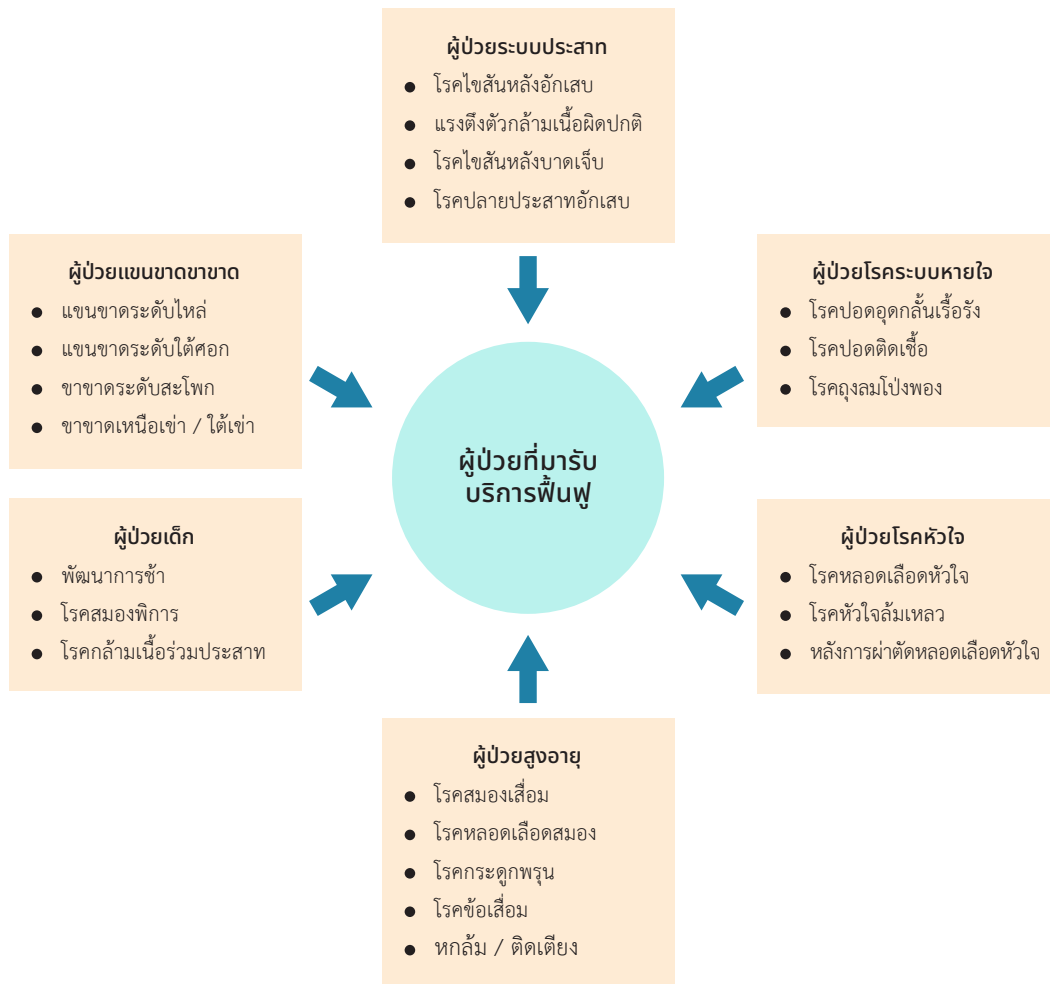 ผู้ป่วยระบบประสาท
● โรคไขสันหลังอักเสบ
● แรงตึงตัวกล้ามเนื้อผิดปกติ
● โรคไขสันหลังบาดเจ็บ
● โรคปลายประสาทอักเสบ
ผู้ป่วยแขนขาดขาขาด
● แขนขาดระดับไหล่
● แขนขาดระดับใต้ศอก
● ขาขาดระดับสะโพก
● ขาขาดเหนือเข่า / ใต้เข่า
ผู้ป่วยโรคระบบหายใจ
● โรคปอดอุดกลั้นเรื้อรัง
● โรคปอดติดเชื้อ
● โรคถุงลมโป่งพอง
ผู้ป่วยที่มารับ
บริการฟื้นฟู
ผู้ป่วยเด็ก
● พัฒนาการช้า
● โรคสมองพิการ
● โรคกล้ามเนื้อร่วมประสาท
ผู้ป่วยโรคหัวใจ
● โรคหลอดเลือดหัวใจ
● โรคหัวใจล้มเหลว
● หลังการผ่าตัดหลอดเลือดหัวใจ
ผู้ป่วยสูงอายุ
● โรคสมองเสื่อม
● โรคหลอดเลือดสมอง
● โรคกระดูกพรุน
● โรคข้อเสื่อม
● หกล้ม / ติดเตียง